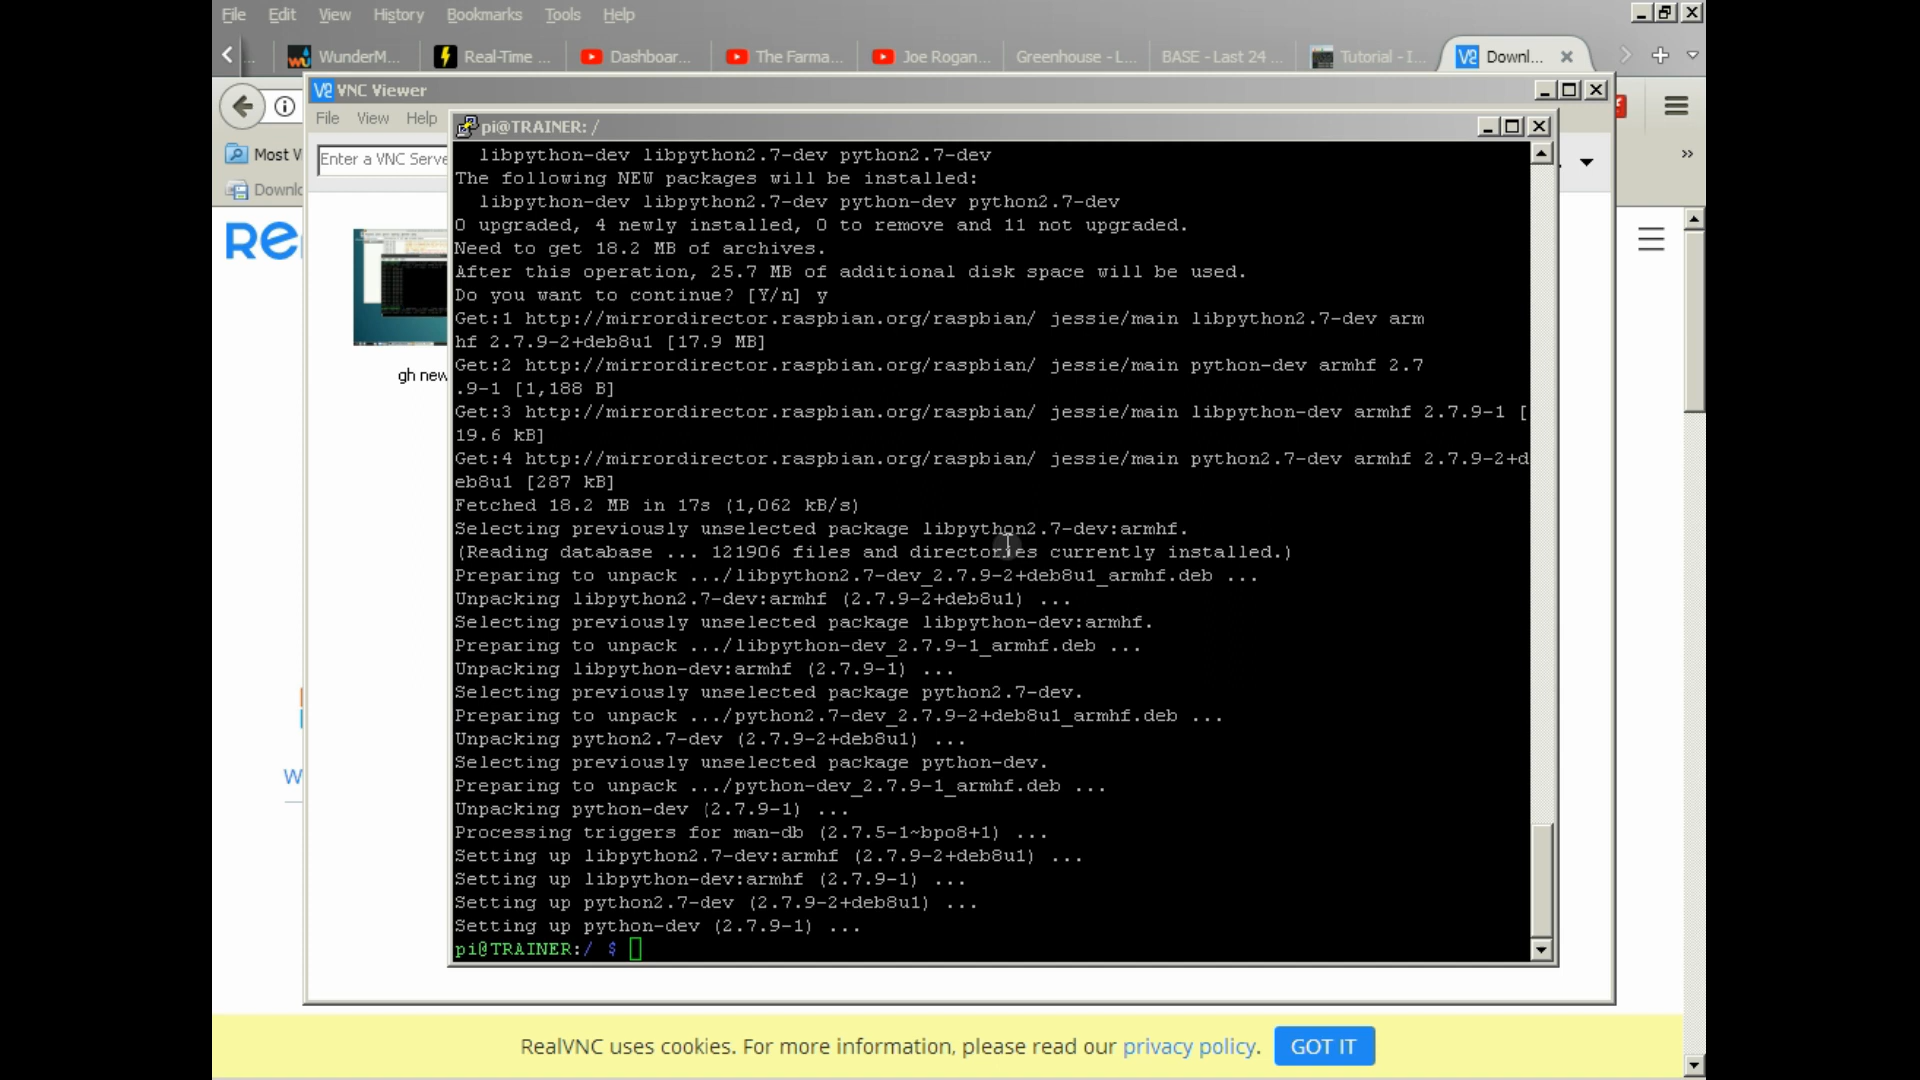 File Edit View History Bookmarks Tools Help
... WunderM... Real-Time ... Dashboar... The Farma... Joe Rogan... Greenhouse - L... BASE - Last 24 ... Tutorial - I... Downl...
VNC Viewer
File View Help
pi@TRAINER: /
Most V
Enter a VNC Serve
Downlo
Re
gh new
W
libpython-dev libpython2.7-dev python2.7-dev
The following NEW packages will be installed:
libpython-dev libpython2.7-dev python-dev python2.7-dev
0 upgraded, 4 newly installed, 0 to remove and 11 not upgraded.
Need to get 18.2 MB of archives.
After this operation, 25.7 MB of additional disk space will be used.
Do you want to continue? [Y/n] y
Get:1 http://mirrordirector.raspbian.org/raspbian/ jessie/main libpython2.7-dev arm
hf 2.7.9-2+deb8u1 [17.9 MB]
Get:2 http://mirrordirector.raspbian.org/raspbian/ jessie/main python-dev armhf 2.7
.9-1 [1,188 B]
Get:3 http://mirrordirector.raspbian.org/raspbian/ jessie/main libpython-dev armhf 2.7.9-1 [
19.6 kB]
Get:4 http://mirrordirector.raspbian.org/raspbian/ jessie/main python2.7-dev armhf 2.7.9-2+d
eb8u1 [287 kB]
Fetched 18.2 MB in 17s (1,062 kB/s)
Selecting previously unselected package libpython2.7-dev:armhf.
(Reading database ... 121906 files and directories currently installed.)
Preparing to unpack .../libpython2.7-dev_2.7.9-2+deb8u1_armhf.deb ...
Unpacking libpython2.7-dev:armhf (2.7.9-2+deb8u1) ...
Selecting previously unselected package libpython-dev:armhf.
Preparing to unpack .../libpython-dev_2.7.9-1_armhf.deb ...
Unpacking libpython-dev:armhf (2.7.9-1) ...
Selecting previously unselected package python2.7-dev.
Preparing to unpack .../python2.7-dev_2.7.9-2+deb8u1_armhf.deb ...
Unpacking python2.7-dev (2.7.9-2+deb8u1) ...
Selecting previously unselected package python-dev.
Preparing to unpack .../python-dev_2.7.9-1_armhf.deb ...
Unpacking python-dev (2.7.9-1) ...
Processing triggers for man-db (2.7.5-1~bpo8+1) ...
Setting up libpython2.7-dev:armhf (2.7.9-2+deb8u1) ...
Setting up libpython-dev:armhf (2.7.9-1) ...
Setting up python2.7-dev (2.7.9-2+deb8u1) ...
Setting up python-dev (2.7.9-1) ...
pi@TRAINER:/ $
RealVNC uses cookies. For more information, please read our privacy policy. GOT IT